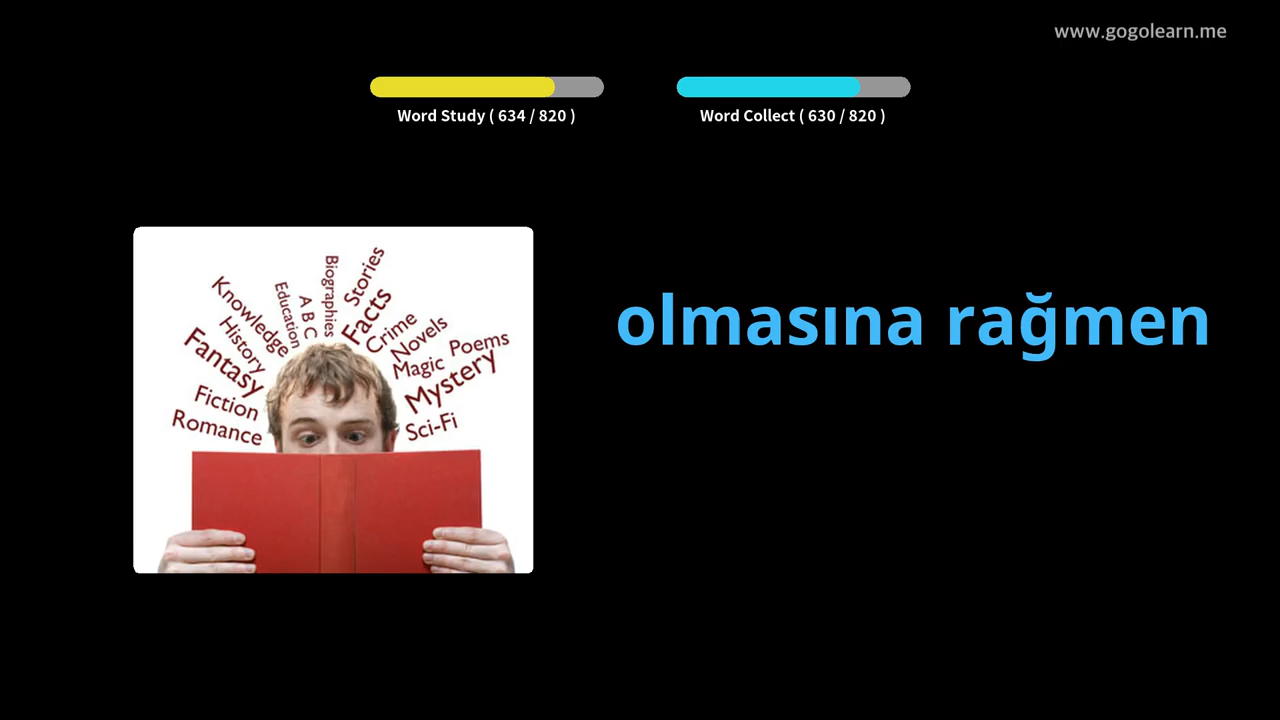 www.gogolearn.me
Word Study ( 634 / 820 )
Word Collect ( 630 / 820 )
olmasına rağmen
Biographies
Stories
Knowledge
Education
A B C
Facts
History
Crime
Novels
Fantasy
Magic
Poems
Mystery
Fiction
Romance
Sci-Fi